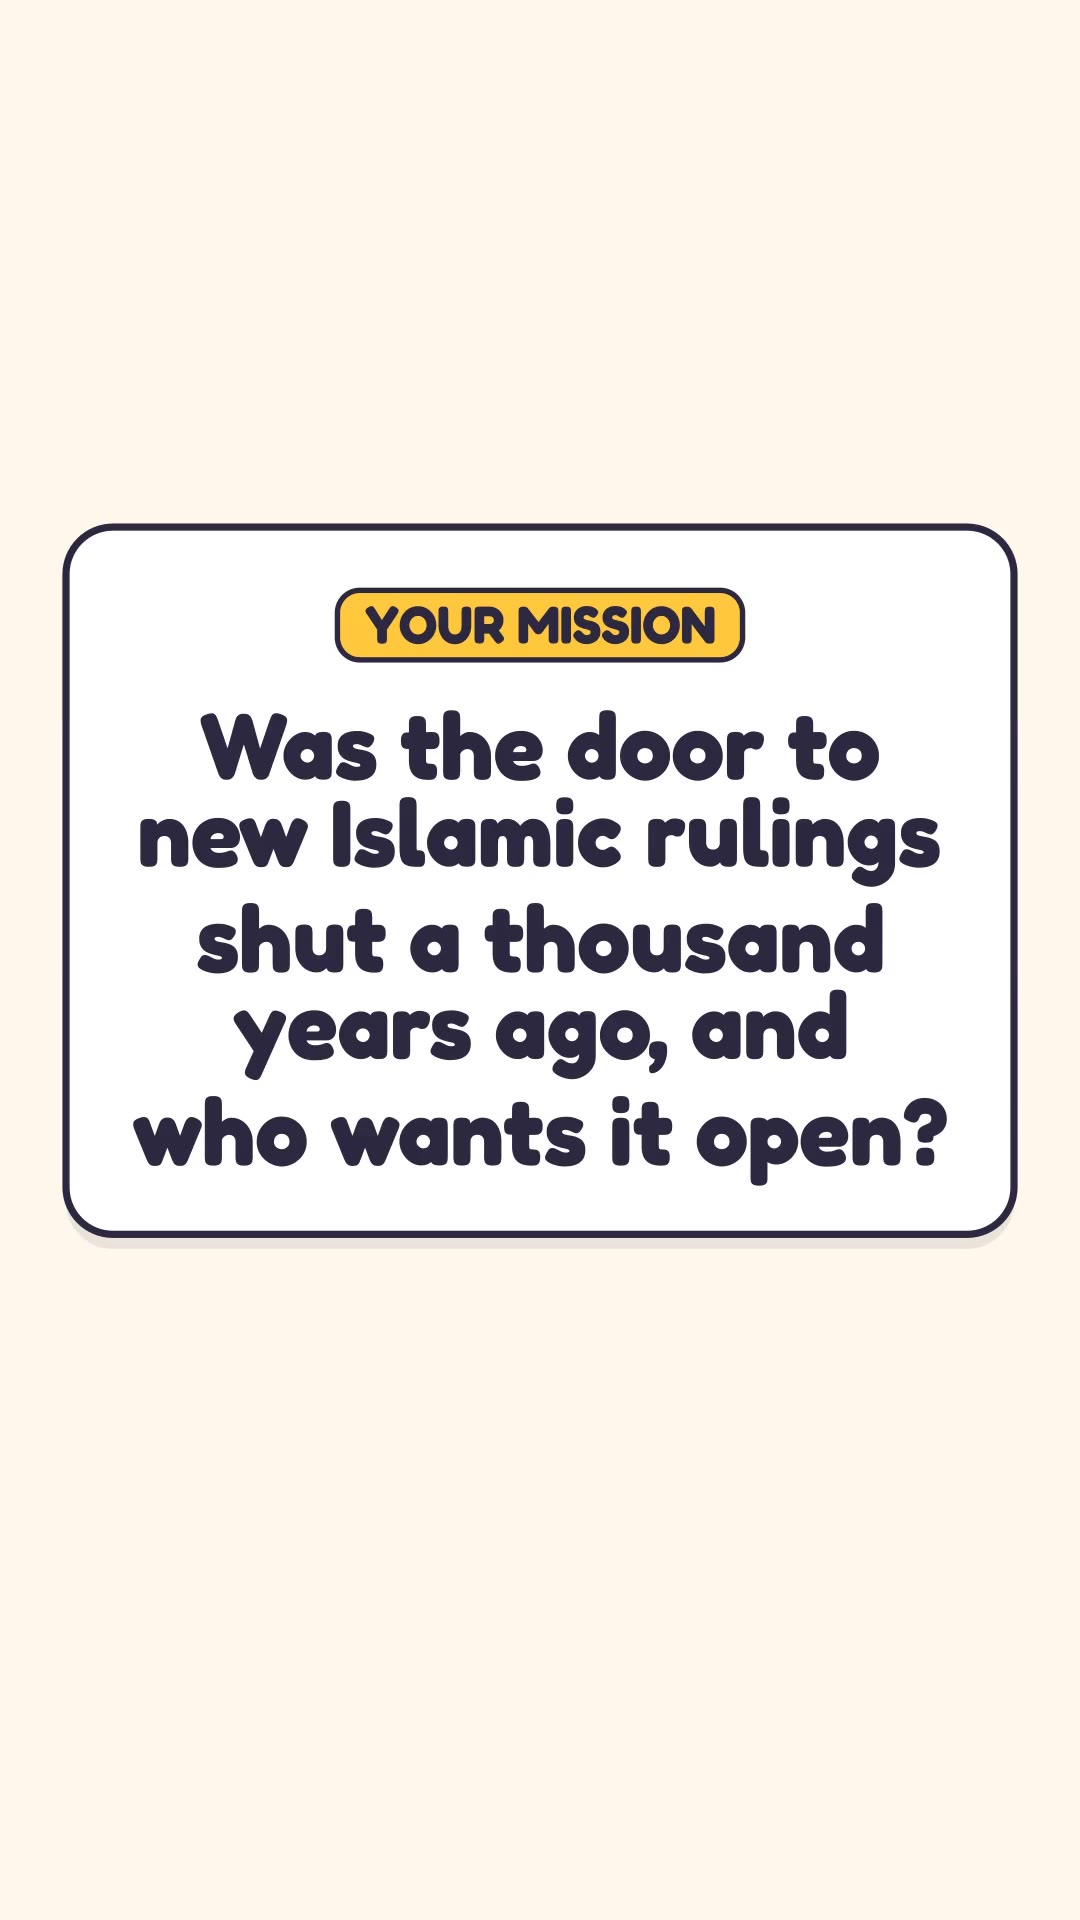 YOUR MISSION
Was the door to
new Islamic rulings
shut a thousand
years ago, and
who wants it open?